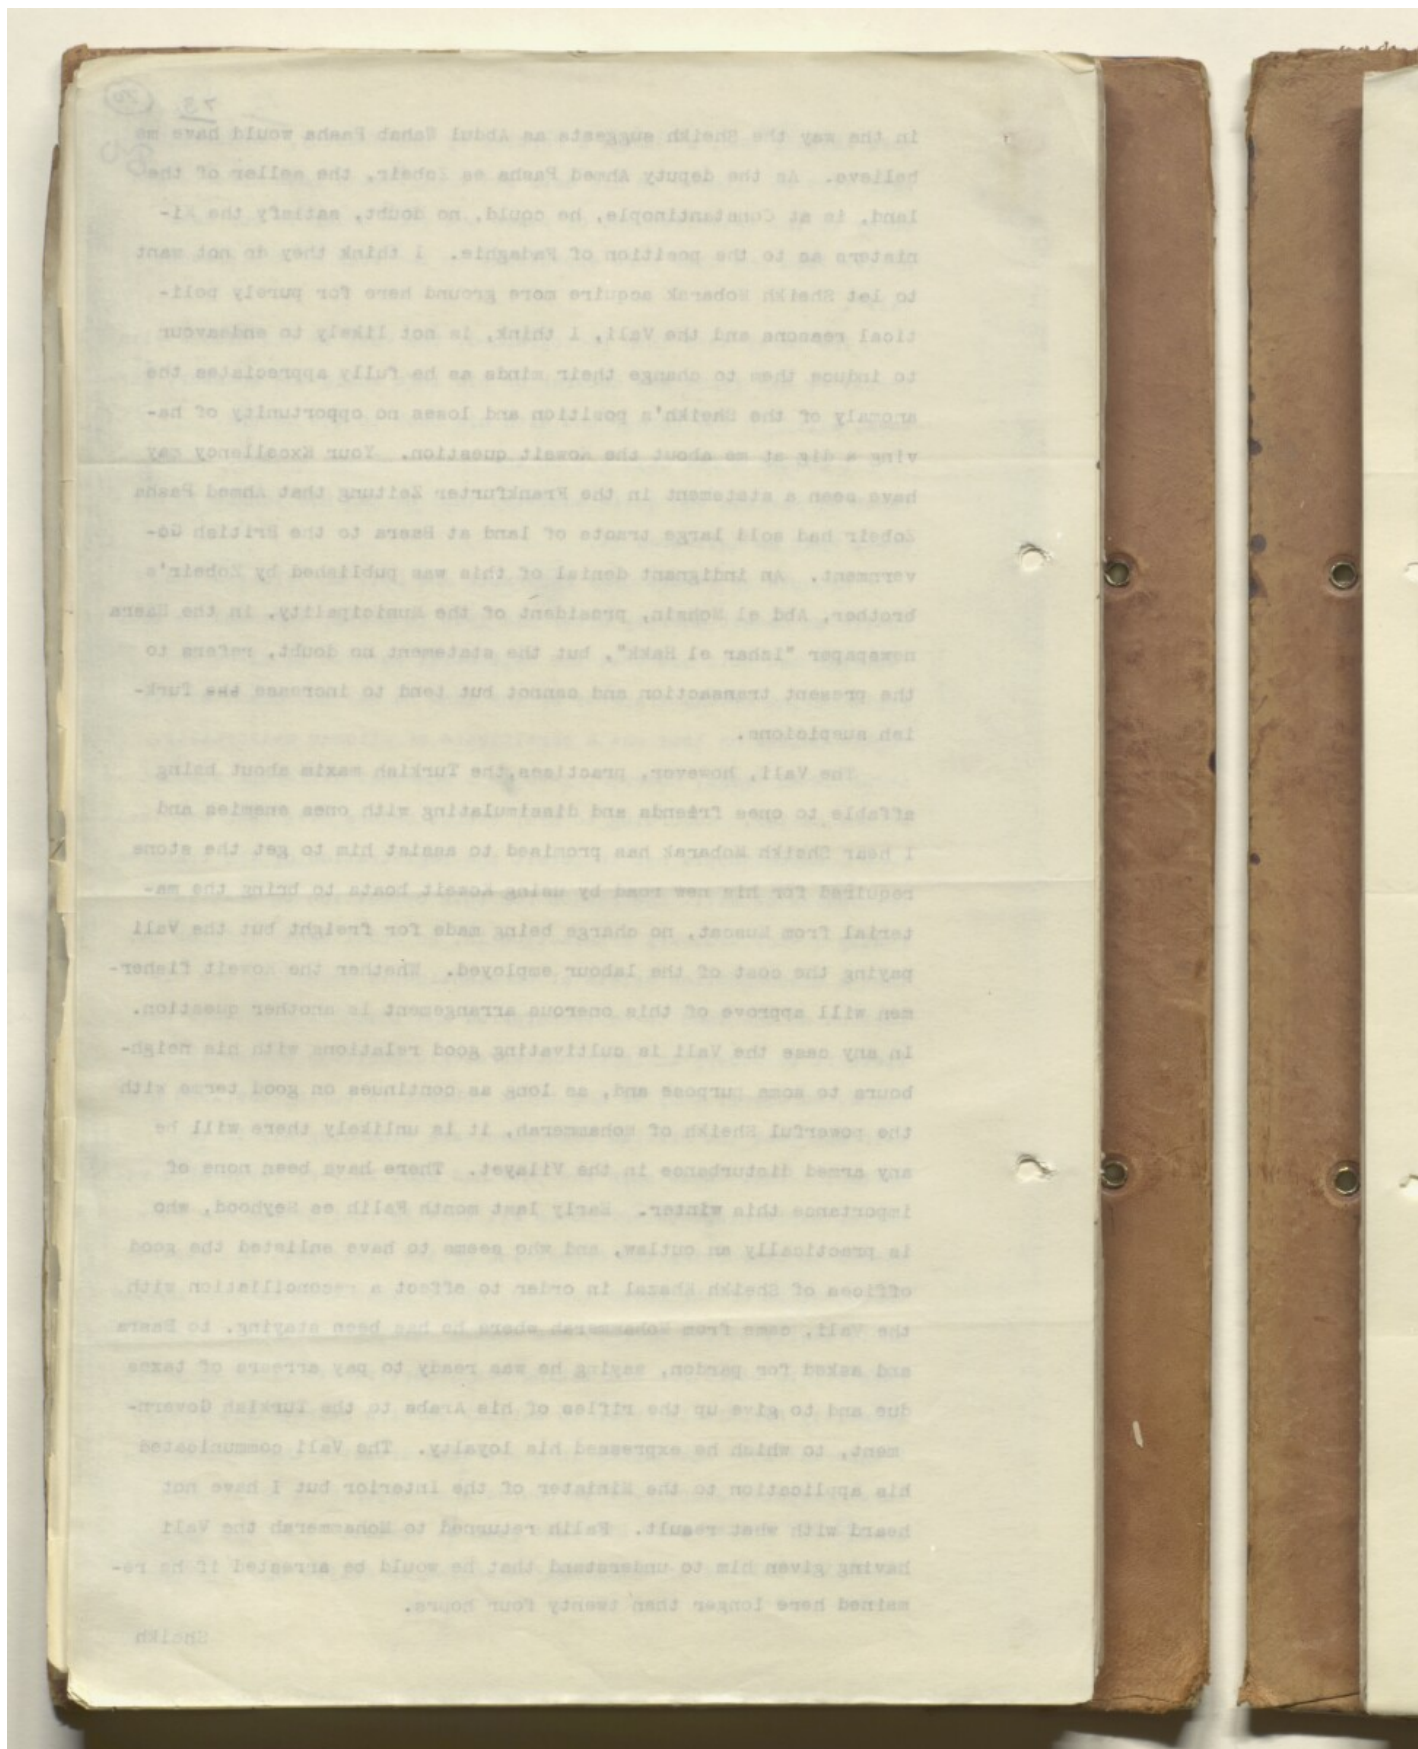 73
in the way the Sheikh suggests as Abdul Wahab Pasha would have me
believe. As the deputy Ahmed Pasha es Zobeir, the seller of the
land, is at Constantinople, he could, no doubt, satisfy the Mi-
nisters as to the position of Fadaghie. I think they do not want
to let Sheikh Mobarak acquire more ground here for purely poli-
tical reasons and the Vali, I think, is not likely to endeavour
to induce them to change their minds as he fully appreciates the
anomaly of the Sheikh's position and loses no opportunity of ha-
ving a dig at me about the Koweit question. Your Excellency may
have seen a statement in the Frankfurter Zeitung that Ahmed Pasha
Zobeir had sold large tracts of land at Basra to the British Go-
vernment. An indignant denial of this was published by Zobeir's
brother, Abd el Mohsin, president of the Municipality, in the Basra
newspaper "Izhar el Hakk", but the statement no doubt, refers to
the present transaction and cannot but tend to increase the Turk-
ish suspicions.
The Vali, however, practises the Turkish maxim about being
affable to ones friends and dissimulating with ones enemies and
I hear Sheikh Mobarak has promised to assist him to get the stone
required for his new road by using Koweit boats to bring the ma-
terial from Muscat, no charge being made for freight but the Vali
paying the cost of the labour employed. Whether the Koweit fisher-
men will approve of this onerous arrangement is another question.
In any case the Vali is cultivating good relations with his neigh-
bours to some purpose and, as long as continues on good terms with
the powerful Sheikh of Mohammerah, it is unlikely there will be
any armed disturbance in the Vilayet. There have been none of
importance this winter. Early last month Falih es Seyhood, who
is practically an outlaw, and who seems to have enlisted the good
offices of Sheikh Khazal in order to effect a reconciliation with
the Vali, came from Mohammerah where he has been staying, to Basra
and asked for pardon, saying he was ready to pay arrears of taxes
due and to give up the rifles of his Arabs to the Turkish Govern-
ment, to which he expressed his loyalty. The Vali communicated
his application to the Minister of the Interior but I have not
heard with what result. Falih returned to Mohammerah the Vali
having given him to understand that he would be arrested if he re-
mained here longer than twenty four hours.
Sheikh